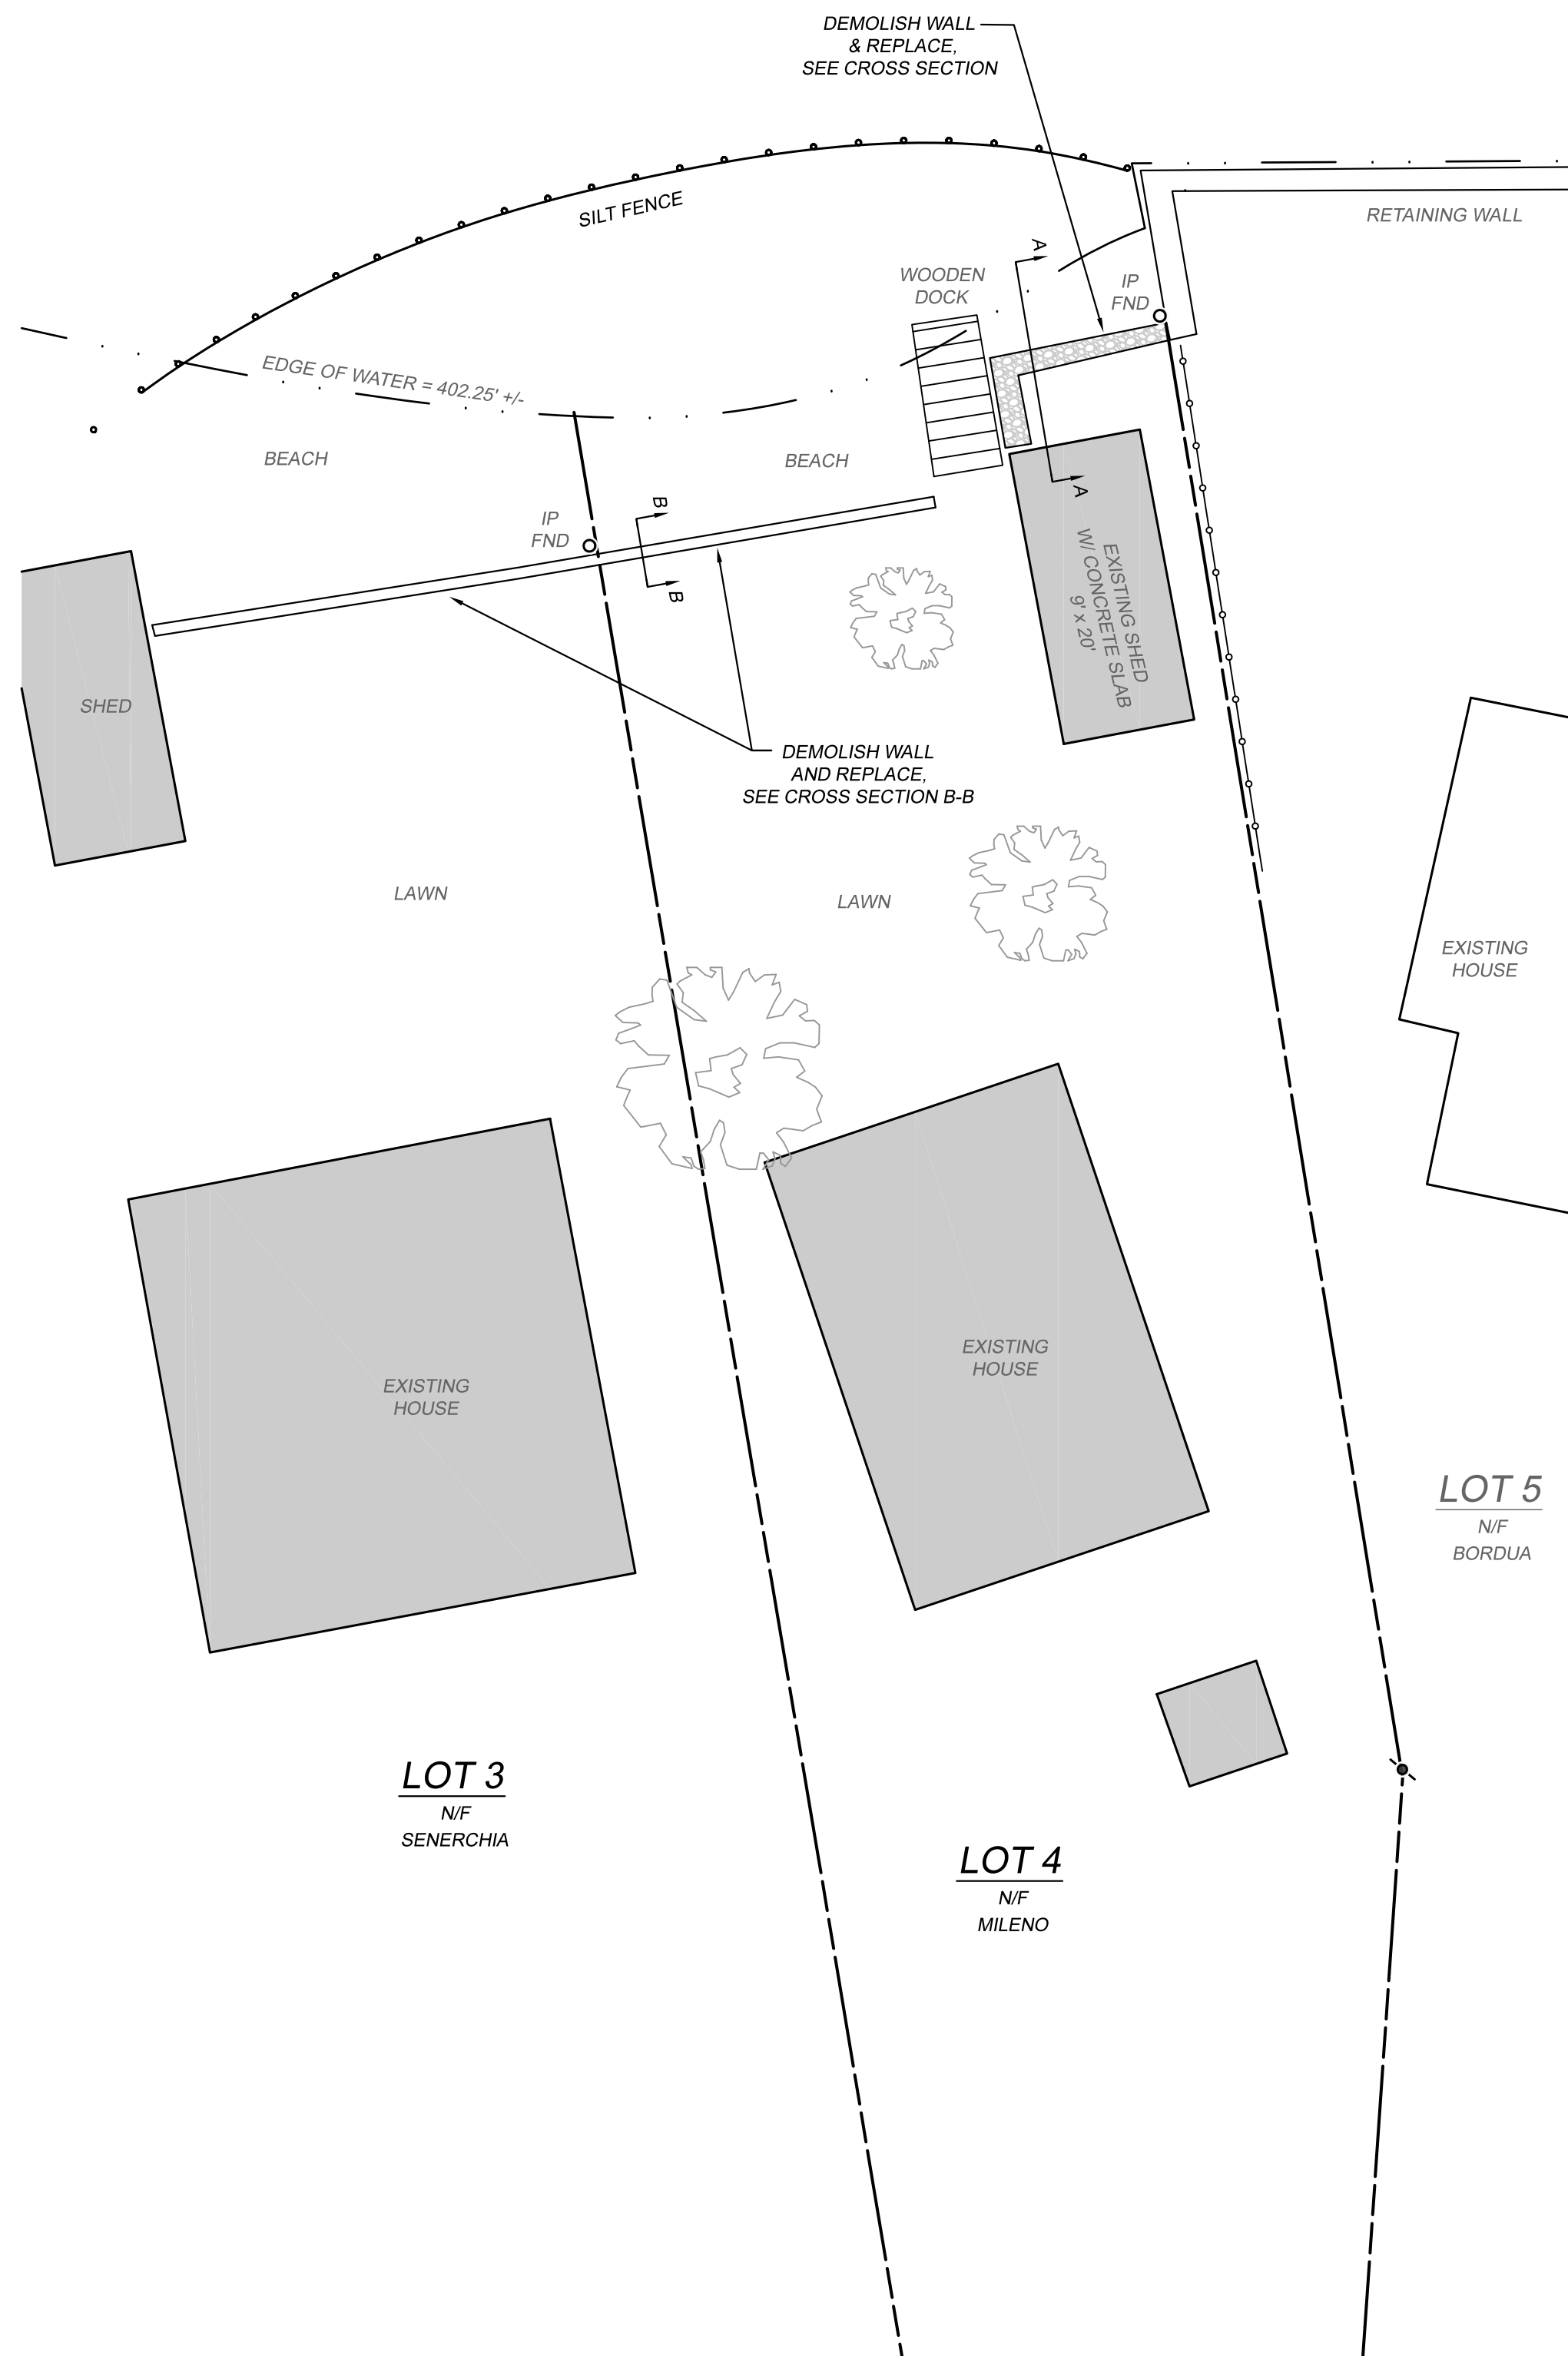 DEMOLISH WALL
& REPLACE,
SEE CROSS SECTION
SILT FENCE
RETAINING WALL
A
WOODEN
DOCK
IP
FND
EDGE OF WATER = 402.25' +/-
BEACH
BEACH
A
B
IP
FND
B
EXISTING SHED
W/ CONCRETE SLAB
9' x 20'
SHED
DEMOLISH WALL
AND REPLACE,
SEE CROSS SECTION B-B
LAWN
LAWN
EXISTING
HOUSE
EXISTING
HOUSE
EXISTING
HOUSE
LOT 5
N/F
BORDUA
LOT 3
N/F
SENERCHIA
LOT 4
N/F
MILENO